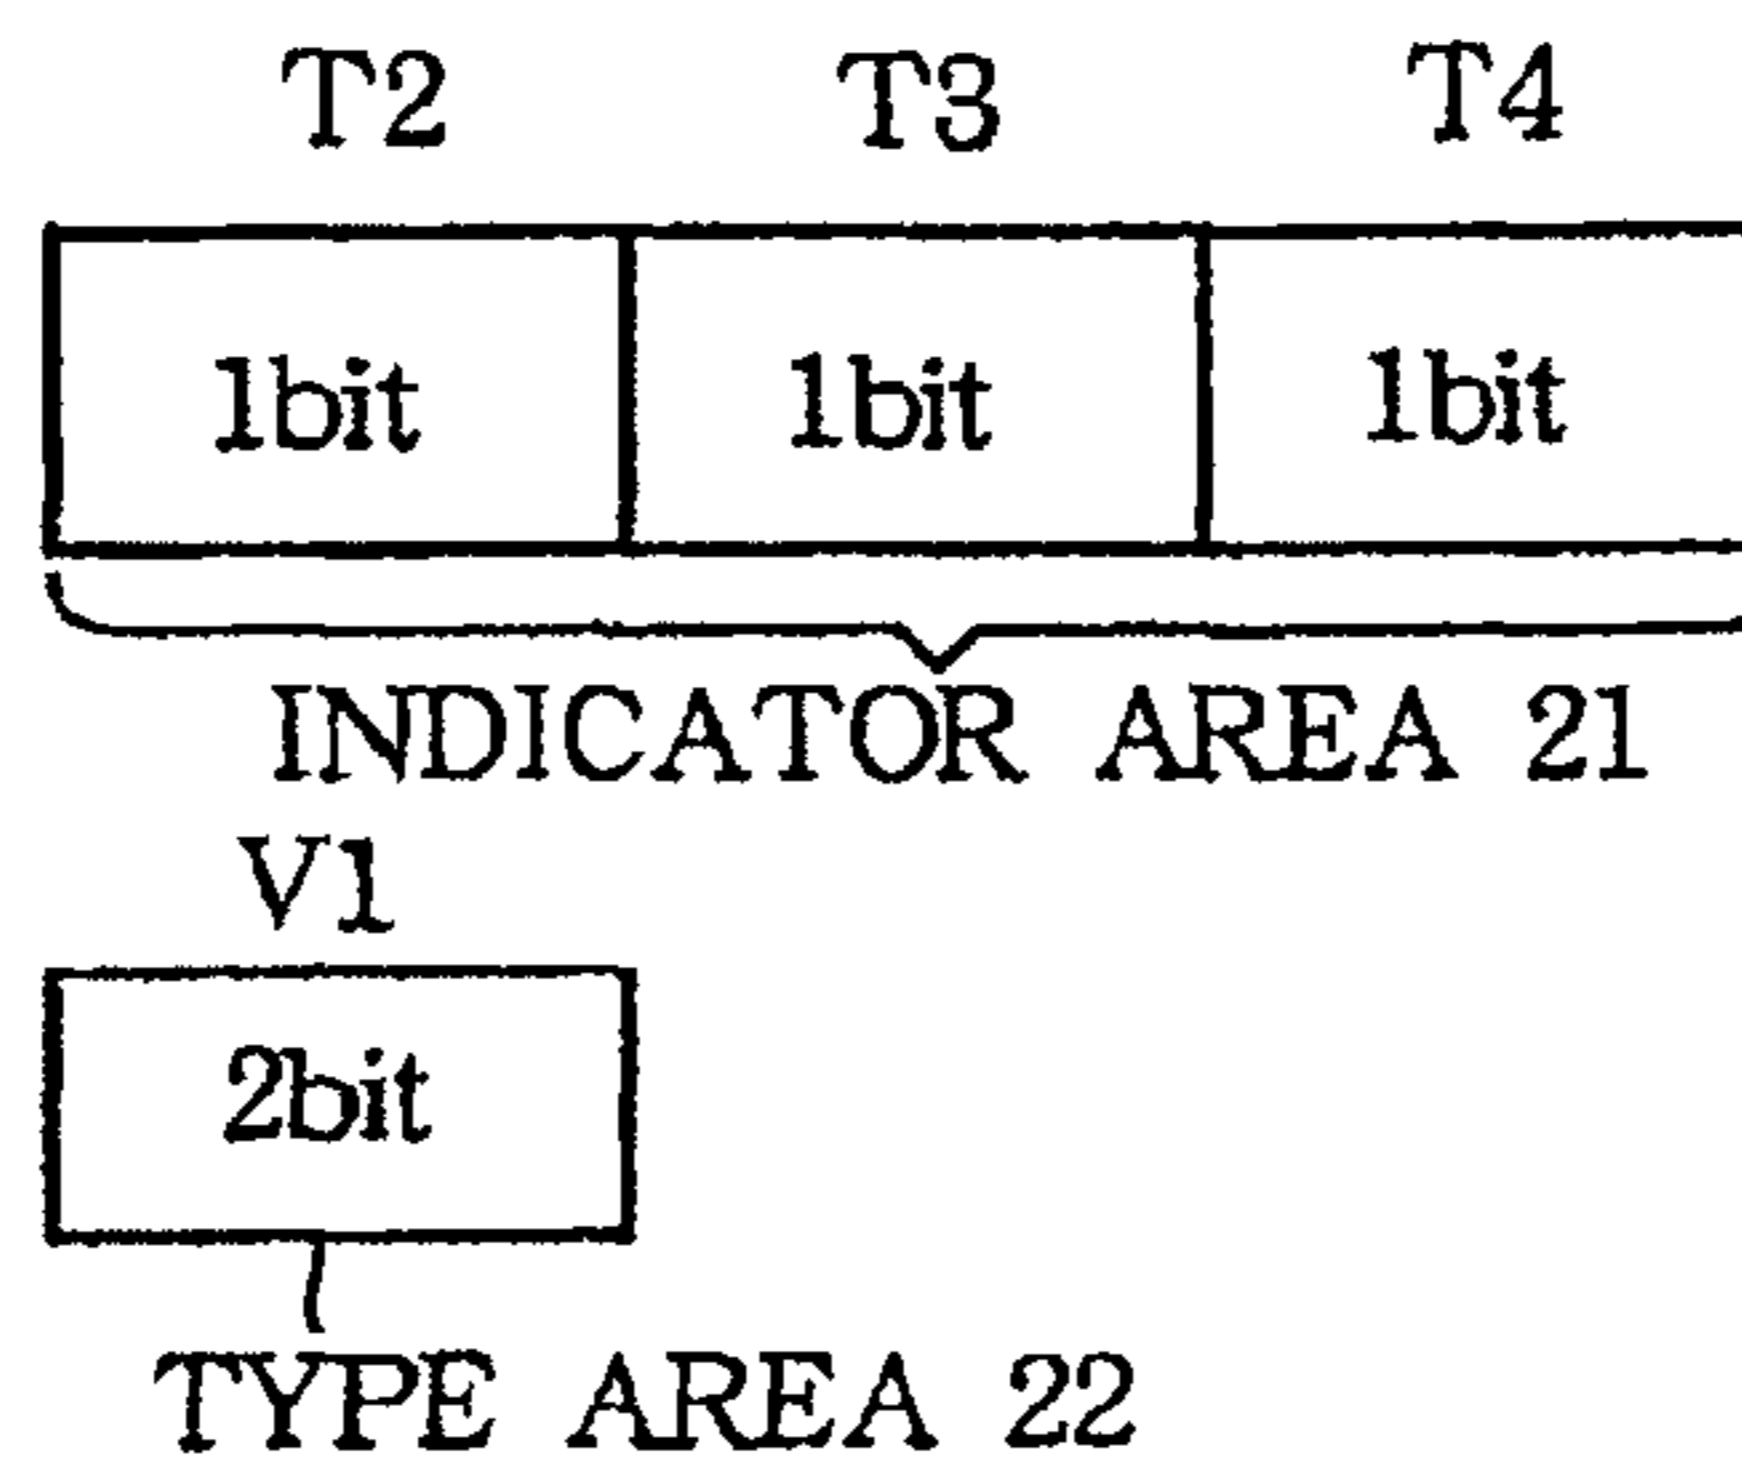 T2 T3 T4
1bit 1bit 1bit
INDICATOR AREA 21
V1
2bit
TYPE AREA 22